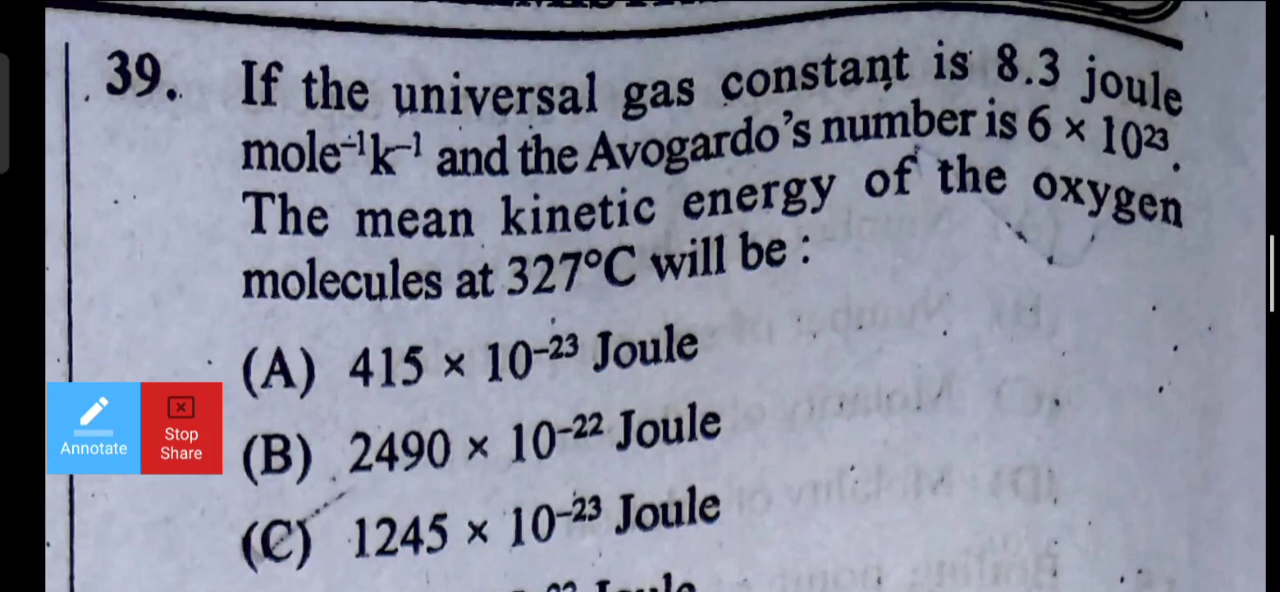 39. If the universal gas constant is 8.3 joule
mole⁻¹k⁻¹ and the Avogardo's number is 6 × 10²³.
The mean kinetic energy of the oxygen
molecules at 327°C will be :
(A) 415 × 10⁻²³ Joule
(B) 2490 × 10⁻²² Joule
(C) 1245 × 10⁻²³ Joule
Joule
Annotate
Stop
Share